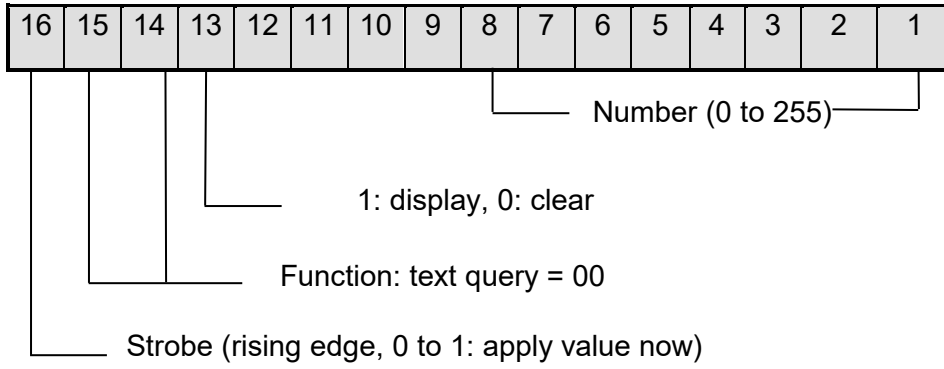 16 15 14 13 12 11 10 9 8 7 6 5 4 3 2 1
Number (0 to 255)
1: display, 0: clear
Function: text query = 00
Strobe (rising edge, 0 to 1: apply value now)